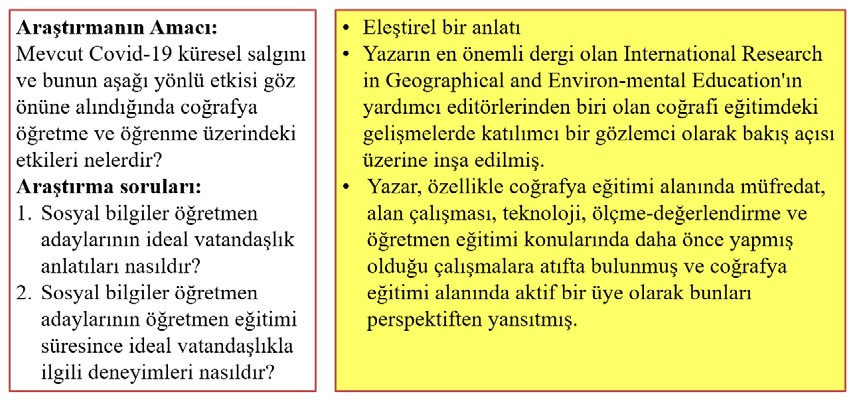 Araştırmanın Amacı:
Mevcut Covid-19 küresel salgını
ve bunun aşağı yönlü etkisi göz
önüne alındığında coğrafya
öğretme ve öğrenme üzerindeki
etkileri nelerdir?
Araştırma soruları:
1. Sosyal bilgiler öğretmen
adaylarının ideal vatandaşlık
anlatıları nasıldır?
2. Sosyal bilgiler öğretmen
adaylarının öğretmen eğitimi
süresince ideal vatandaşlıkla
ilgili deneyimleri nasıldır?
• Eleştirel bir anlatı
• Yazarın en önemli dergi olan International Research
in Geographical and Environ-mental Education'ın
yardımcı editörlerinden biri olan coğrafi eğitimdeki
gelişmelerde katılımcı bir gözlemci olarak bakış açısı
üzerine inşa edilmiş.
• Yazar, özellikle coğrafya eğitimi alanında müfredat,
alan çalışması, teknoloji, ölçme-değerlendirme ve
öğretmen eğitimi konularında daha önce yapmış
olduğu çalışmalara atıfta bulunmuş ve coğrafya
eğitimi alanında aktif bir üye olarak bunları
perspektiften yansıtmış.